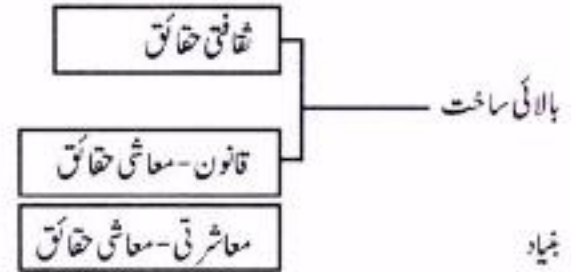 ثقافتی حقائق
بالائی ساخت
قانون-معاشی حقائق
معاشرتی-معاشی حقائق
بنیاد